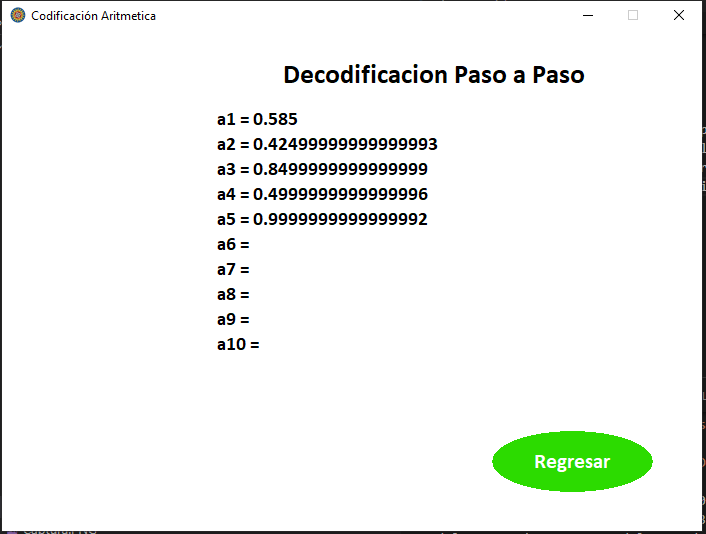 Codificación Aritmetica
Decodificacion Paso a Paso
a1 = 0.585
a2 = 0.42499999999999993
a3 = 0.8499999999999999
a4 = 0.4999999999999996
a5 = 0.9999999999999992
a6 =
a7 =
a8 =
a9 =
a10 =
Regresar